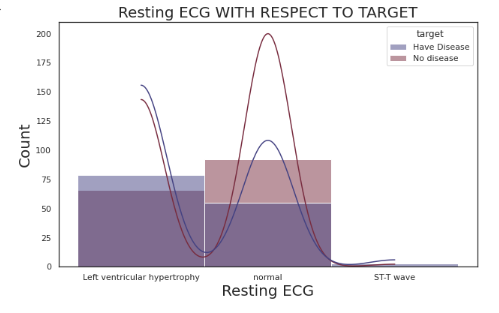 Resting ECG WITH RESPECT TO TARGET
target
Have Disease
No disease
Count
200
175
150
125
100
75
50
25
0
Left ventricular hypertrophy normal ST-T wave
Resting ECG